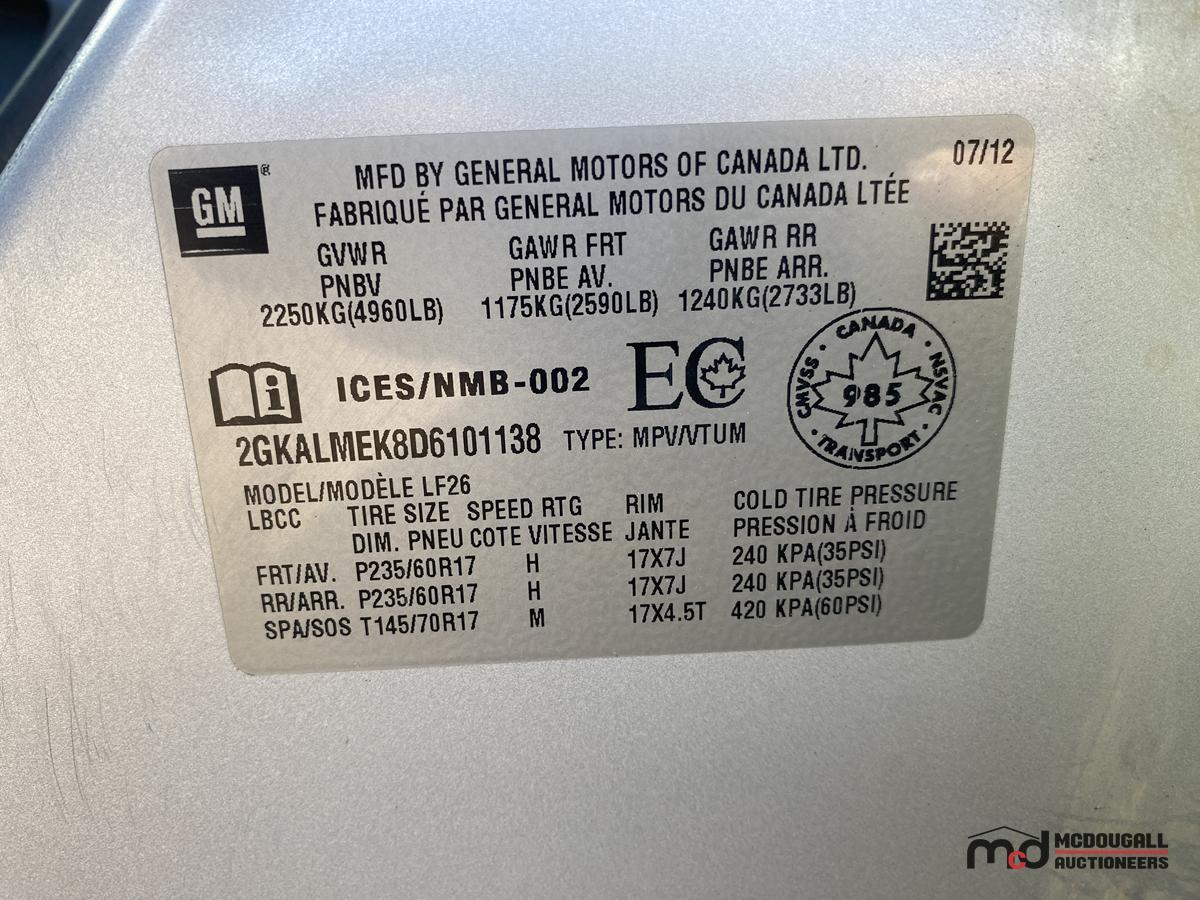 GM®
MFD BY GENERAL MOTORS OF CANADA LTD. 07/12
FABRIQUÉ PAR GENERAL MOTORS DU CANADA LTÉE
GVWR GAWR FRT GAWR RR
PNBV PNBE AV. PNBE ARR.
2250KG(4960LB) 1175KG(2590LB) 1240KG(2733LB)
i ICES/NMB-002 EC
CANADA · NSVAC · TRANSPORT · CMVSS
985
2GKALMEK8D6101138 TYPE: MPV/VTUM
MODEL/MODÈLE LF26
LBCC TIRE SIZE SPEED RTG RIM COLD TIRE PRESSURE
DIM. PNEU COTE VITESSE JANTE PRESSION À FROID
FRT/AV. P235/60R17 H 17X7J 240 KPA(35PSI)
RR/ARR. P235/60R17 H 17X7J 240 KPA(35PSI)
SPA/SOS T145/70R17 M 17X4.5T 420 KPA(60PSI)
mcd MCDOUGALL
AUCTIONEERS